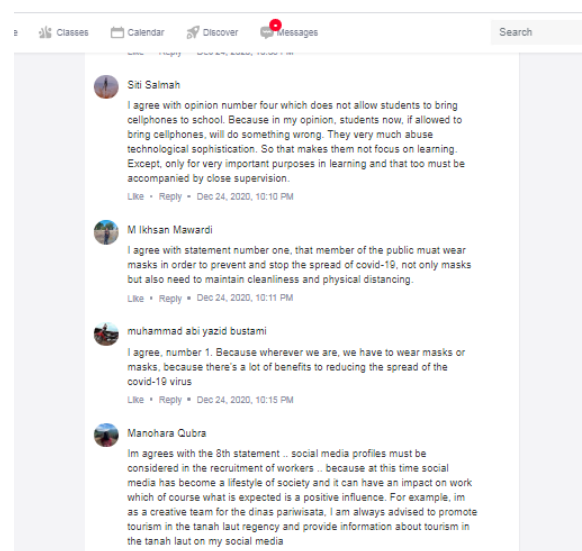 e Classes Calendar Discover Messages Search
Like • Reply • Dec 24, 2020,
Siti Salmah
I agree with opinion number four which does not allow students to bring
cellphones to school. Because in my opinion, students now, if allowed to
bring cellphones, will do something wrong. They very much abuse
technological sophistication. So that makes them not focus on learning.
Except, only for very important purposes in learning and that too must be
accompanied by close supervision.
Like • Reply • Dec 24, 2020, 10:10 PM
M Ikhsan Mawardi
I agree with statement number one, that member of the public muat wear
masks in order to prevent and stop the spread of covid-19, not only masks
but also need to maintain cleanliness and physical distancing.
Like • Reply • Dec 24, 2020, 10:11 PM
muhammad abi yazid bustami
I agree, number 1. Because wherever we are, we have to wear masks or
masks, because there's a lot of benefits to reducing the spread of the
covid-19 virus
Like • Reply • Dec 24, 2020, 10:15 PM
Manohara Qubra
Im agrees with the 8th statement .. social media profiles must be
considered in the recruitment of workers .. because at this time social
media has become a lifestyle of society and it can have an impact on work
which of course what is expected is a positive influence. For example, im
as a creative team for the dinas pariwisata, I am always advised to promote
tourism in the tanah laut regency and provide information about tourism in
the tanah laut on my social media